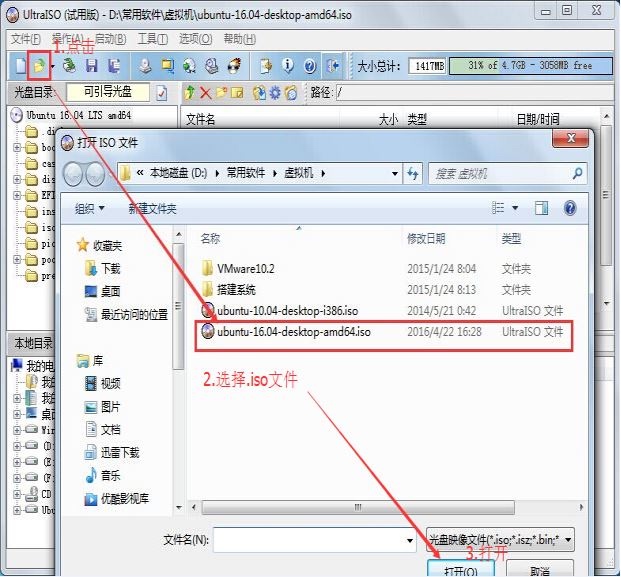 UltraISO (试用版) - D:\常用软件\虚拟机\ubuntu-16.04-desktop-amd64.iso
文件(F) 操作(A) 启动(B) 工具(T) 选项(O) 帮助(H)
1.点击
大小总计: 1417MB 31% of 4.7GB - 3058MB free
光盘目录: 可引导光盘 路径: /
Ubuntu 16.04 LTS amd64
文件名 大小 类型 日期/时间
.di
boo
cas
dis
EFI
ins
iso
pic
poo
pre
打开 ISO 文件
« 本地磁盘 (D:) 常用软件 虚拟机
搜索 虚拟机
组织 新建文件夹
收藏夹
下载
桌面
最近访问的位置
库
视频
图片
文档
迅雷下载
音乐
优酷影视库
名称 修改日期 类型
VMware10.2 2015/1/24 8:04 文件夹
搭建系统 2015/1/24 8:13 文件夹
ubuntu-10.04-desktop-i386.iso 2014/5/21 0:42 UltraISO 文件
ubuntu-16.04-desktop-amd64.iso 2016/4/22 16:28 UltraISO 文件
2.选择.iso文件
本地目录
我的电
我的
我的
桌面
Win
(D:
(E:
(F:
CD
Ubu
文件名(N):
光盘映像文件(*.iso;*.isz;*.bin;*
3.打开
打开(O) 取消